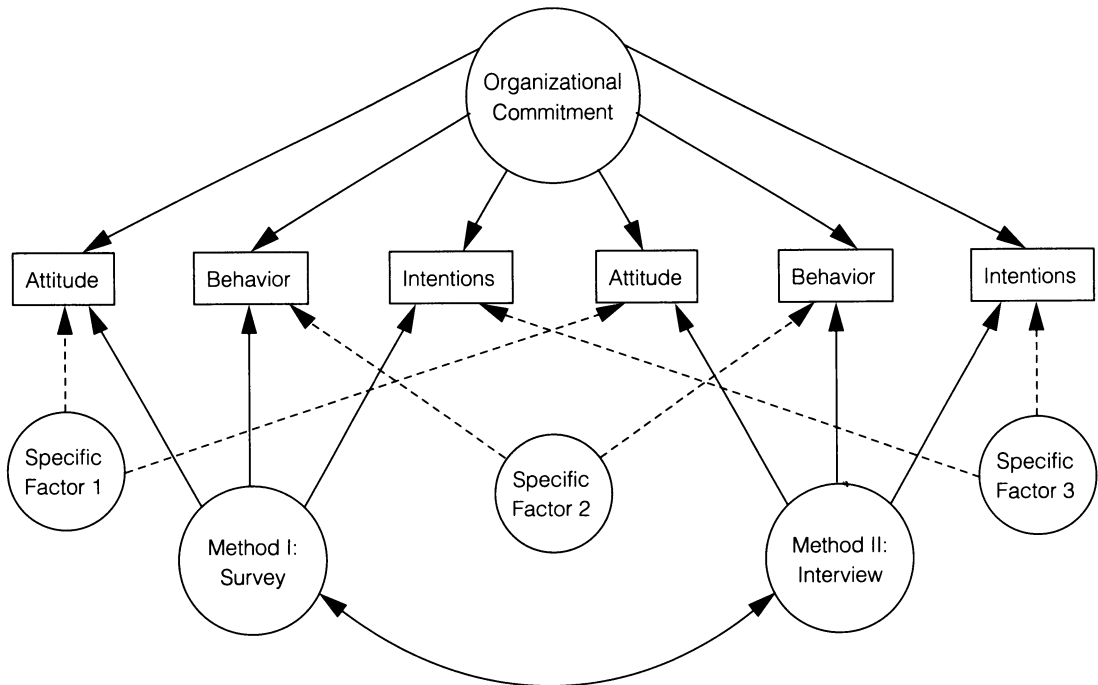 Organizational
Commitment
Attitude
Behavior
Intentions
Attitude
Behavior
Intentions
Specific
Factor 1
Specific
Factor 2
Specific
Factor 3
Method I:
Survey
Method II:
Interview